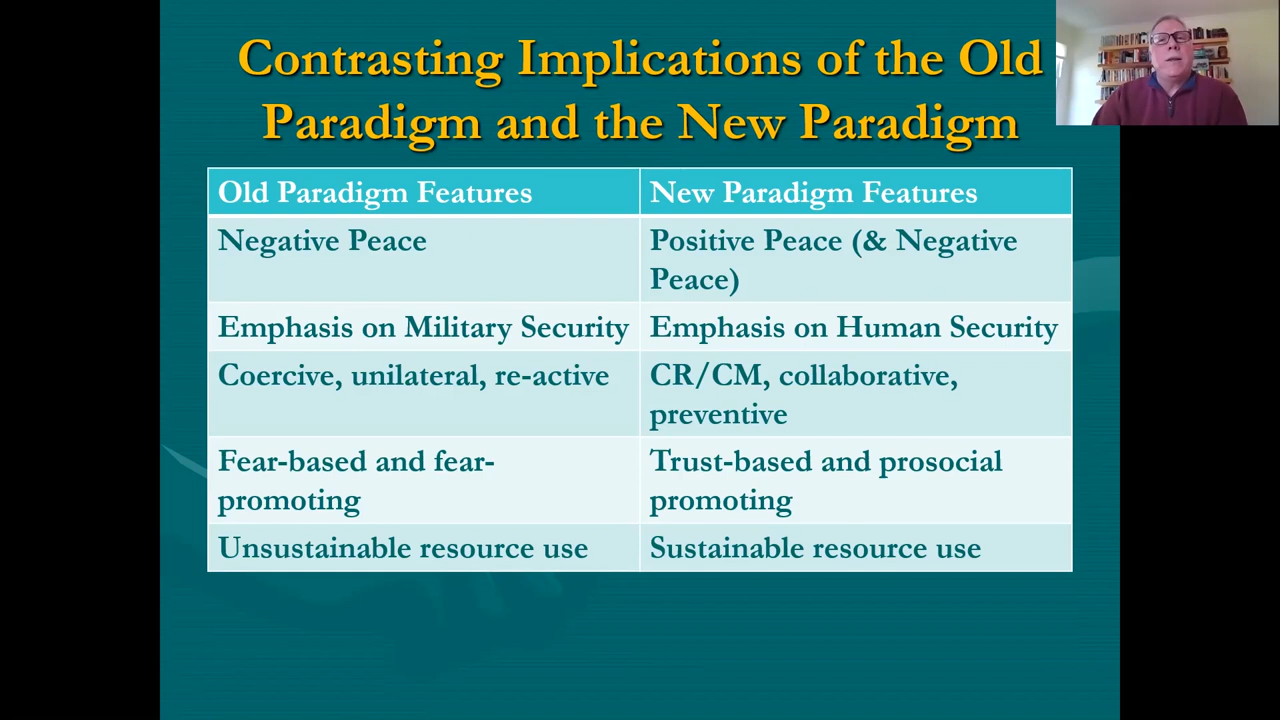 Contrasting Implications of the Old
Paradigm and the New Paradigm
Old Paradigm Features
New Paradigm Features
Negative Peace
Positive Peace (& Negative
Peace)
Emphasis on Military Security
Emphasis on Human Security
Coercive, unilateral, re-active
CR/CM, collaborative,
preventive
Fear-based and fear-
promoting
Trust-based and prosocial
promoting
Unsustainable resource use
Sustainable resource use